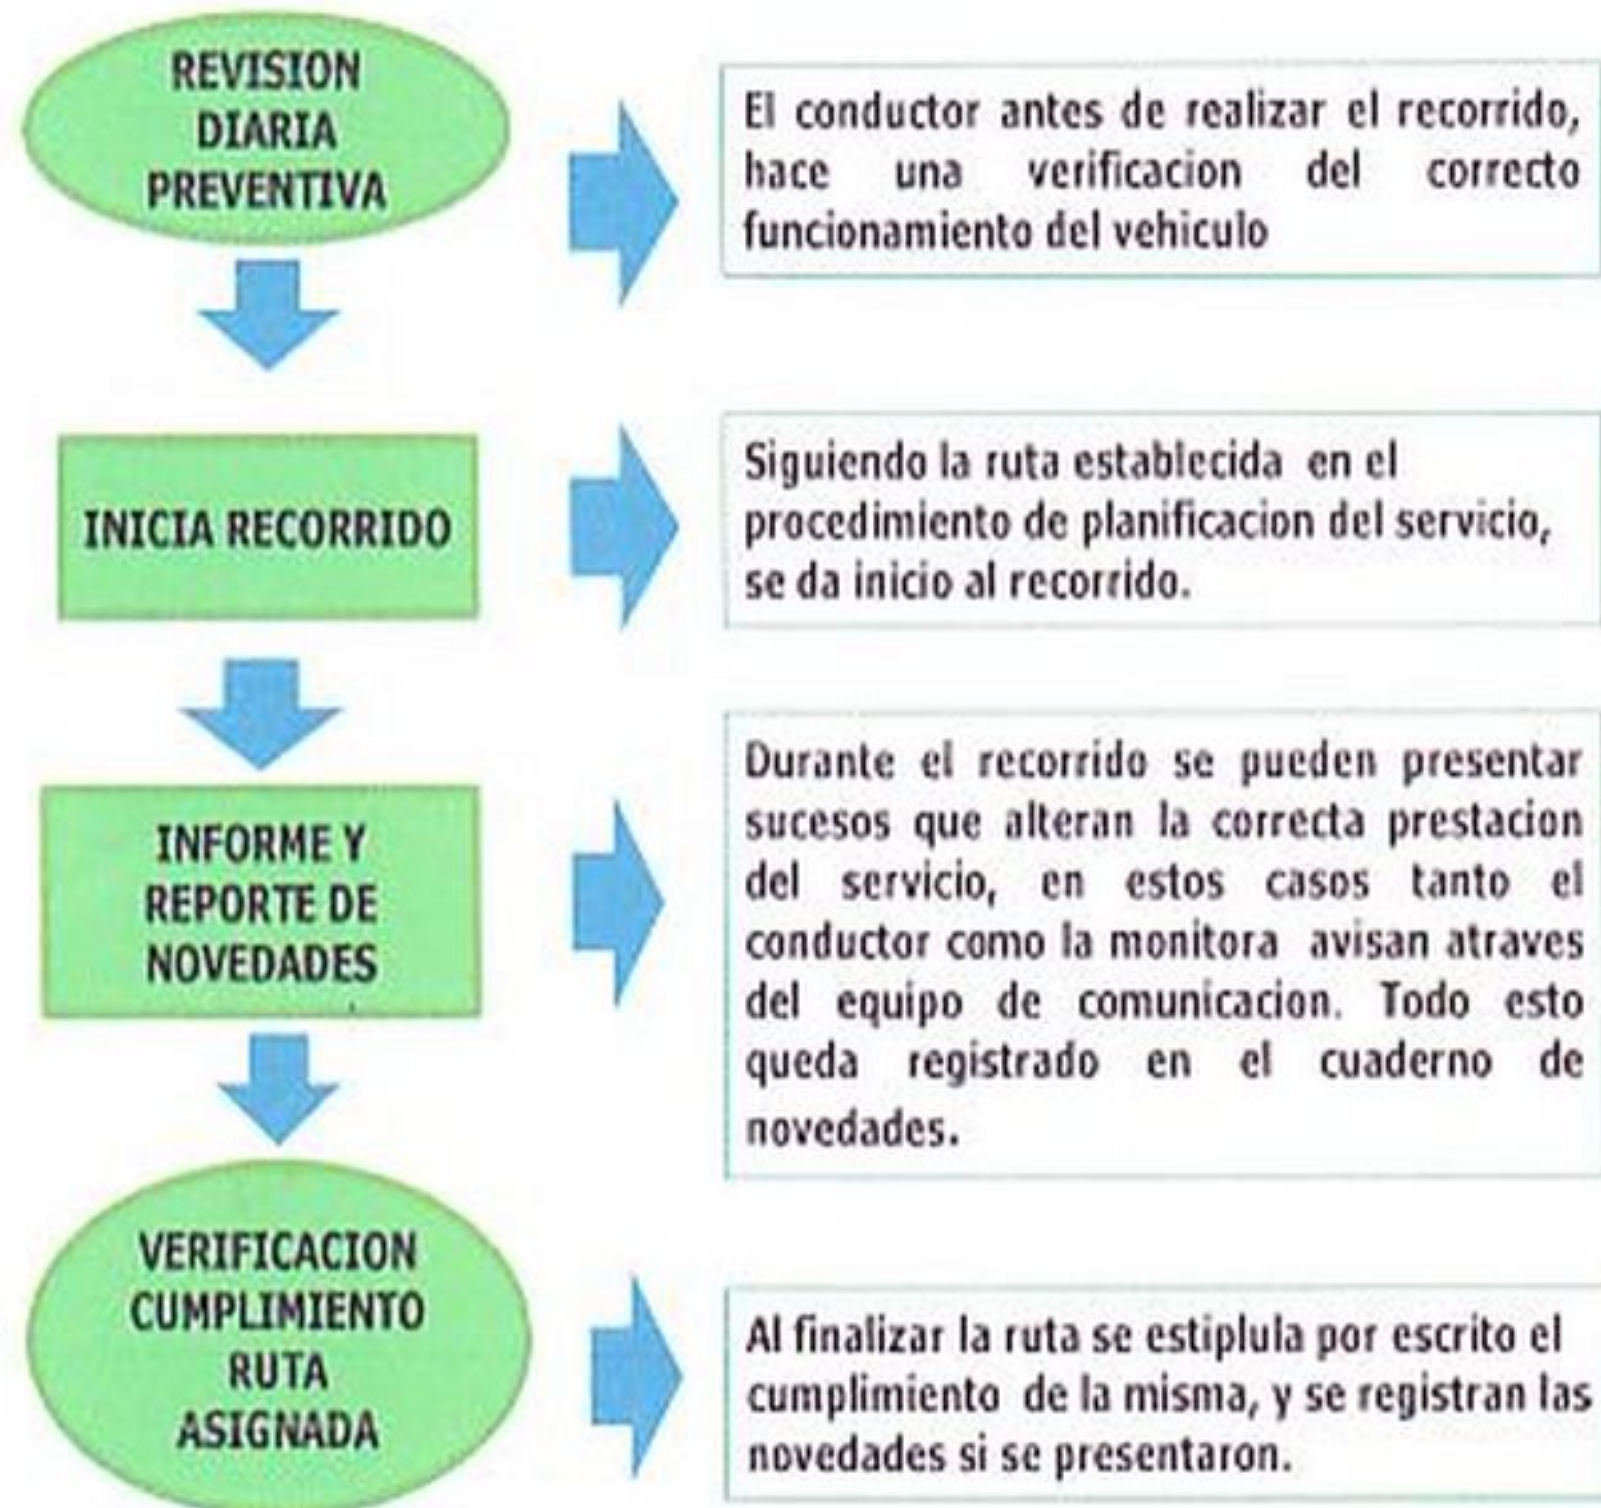 REVISION
DIARIA
PREVENTIVA
El conductor antes de realizar el recorrido,
hace una verificacion del correcto
funcionamiento del vehiculo
INICIA RECORRIDO
Siguiendo la ruta establecida en el
procedimiento de planificacion del servicio,
se da inicio al recorrido.
INFORME Y
REPORTE DE
NOVEDADES
Durante el recorrido se pueden presentar
sucesos que alteran la correcta prestacion
del servicio, en estos casos tanto el
conductor como la monitora avisan atraves
del equipo de comunicacion. Todo esto
queda registrado en el cuaderno de
novedades.
VERIFICACION
CUMPLIMIENTO
RUTA
ASIGNADA
Al finalizar la ruta se estiplula por escrito el
cumplimiento de la misma, y se registran las
novedades si se presentaron.